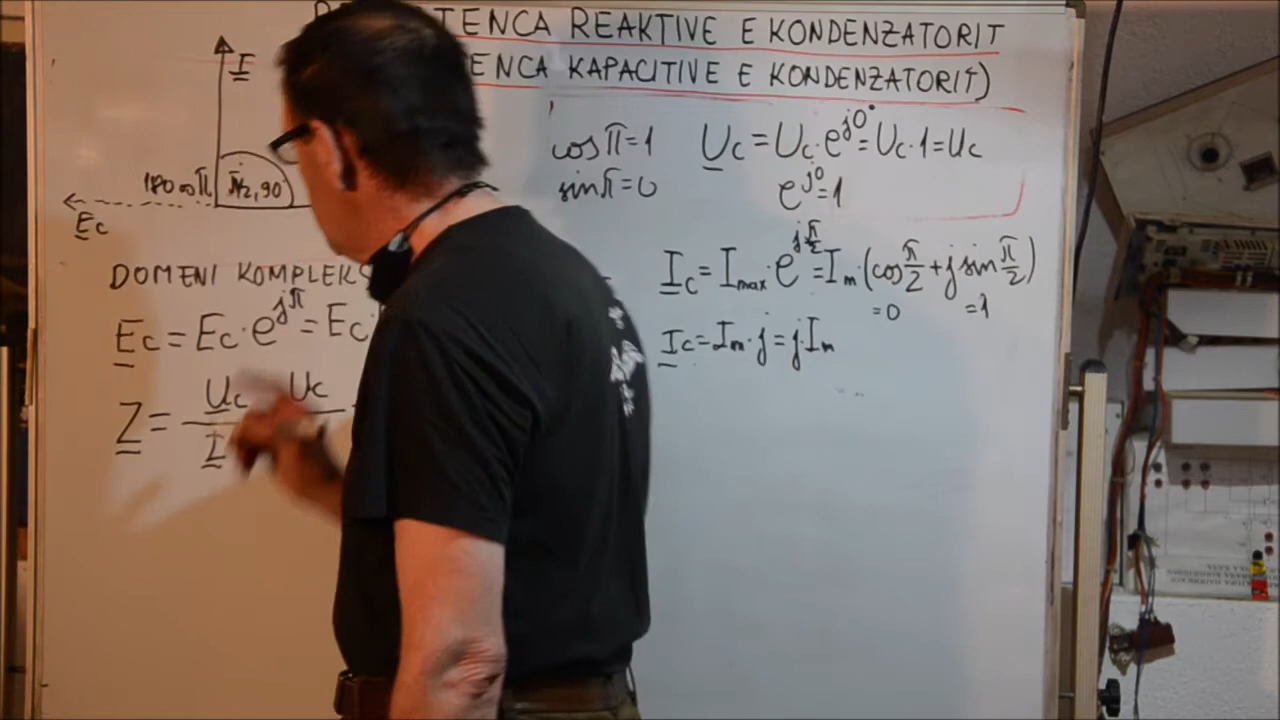 TENCA REAKTIVE E KONDENZATORIT
ENCA KAPACITIVE E KONDENZATORIT)
I
180 ∞ π
π/2, 90°
Ec
cos π = 1
sin π = 0
Uc = Uc · e^{j0°} = Uc · 1 = Uc
e^{j0} = 1
DOMENI KOMPLEKS
Ec = Ec · e^{jπ} = Ec ·
Z = Uc / I Uc
Ic = Imax · e^{jπ/2} = Im · (cos π/2 + j sin π/2)
= 0 = 1
Ic = Im · j = j · Im